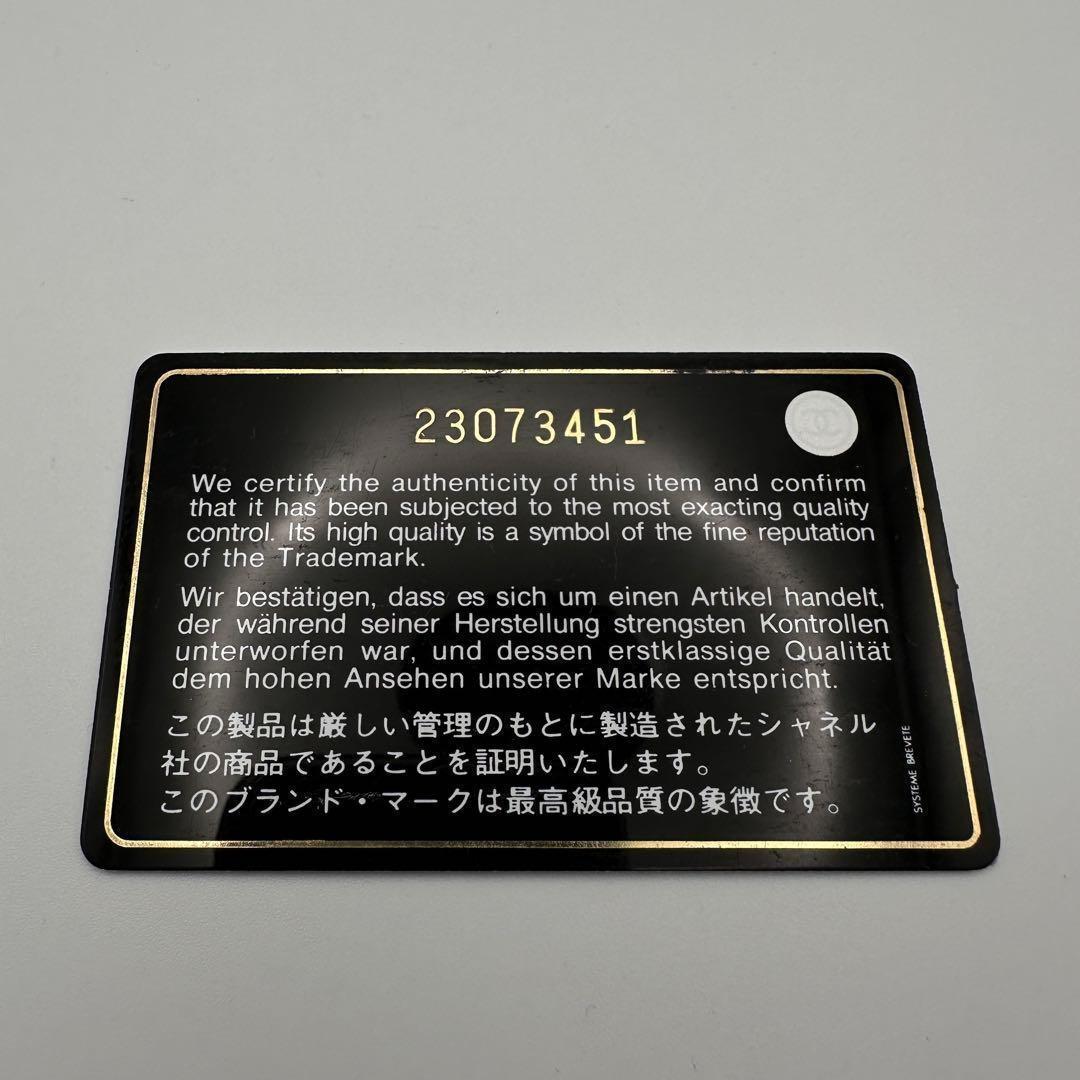 23073451
We certify the authenticity of this item and confirm
that it has been subjected to the most exacting quality
control. Its high quality is a symbol of the fine reputation
of the Trademark.
Wir bestätigen, dass es sich um einen Artikel handelt,
der während seiner Herstellung strengsten Kontrollen
unterworfen war, und dessen erstklassige Qualität
dem hohen Ansehen unserer Marke entspricht.
この製品は厳しい管理のもとに製造されたシャネル
社の商品であることを証明いたします。
このブランド・マークは最高級品質の象徴です。
SYSTEME BREVETE